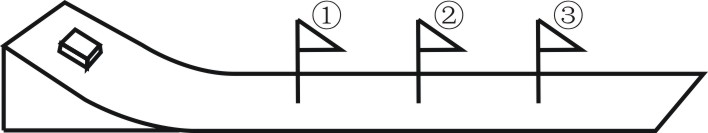 ① ② ③